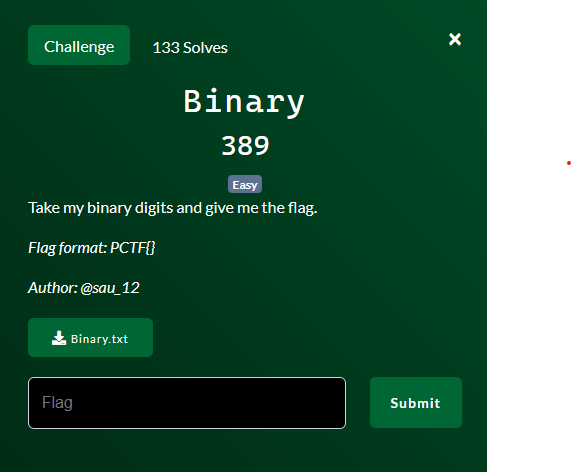 Challenge 133 Solves ×
Binary
389
Easy
Take my binary digits and give me the flag.
Flag format: PCTF{}
Author: @sau_12
Binary.txt
Flag Submit